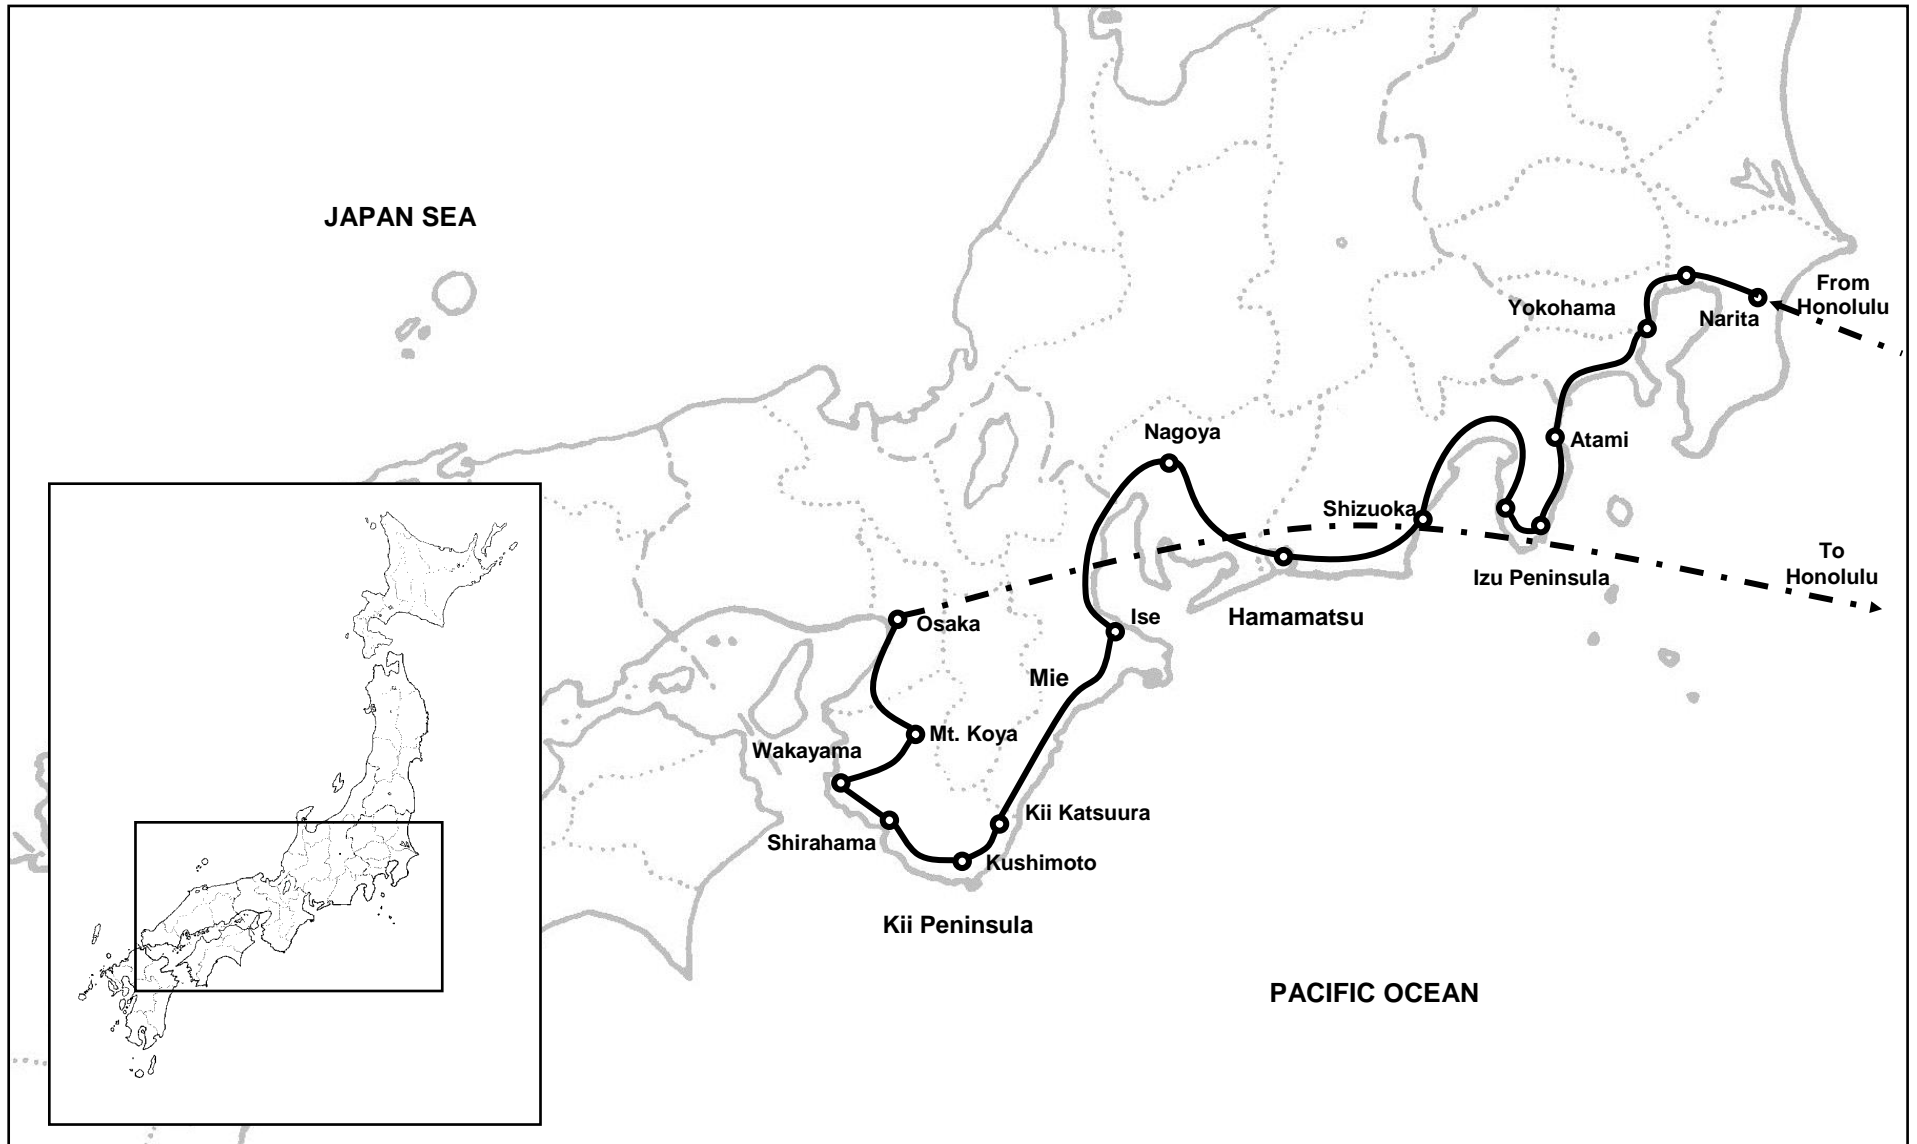 JAPAN SEA
From
Honolulu
Yokohama
Narita
Nagoya
Atami
Shizuoka
To
Honolulu
Izu Peninsula
Hamamatsu
Ise
Osaka
Mie
Mt. Koya
Wakayama
Kii Katsuura
Shirahama
Kushimoto
Kii Peninsula
PACIFIC OCEAN